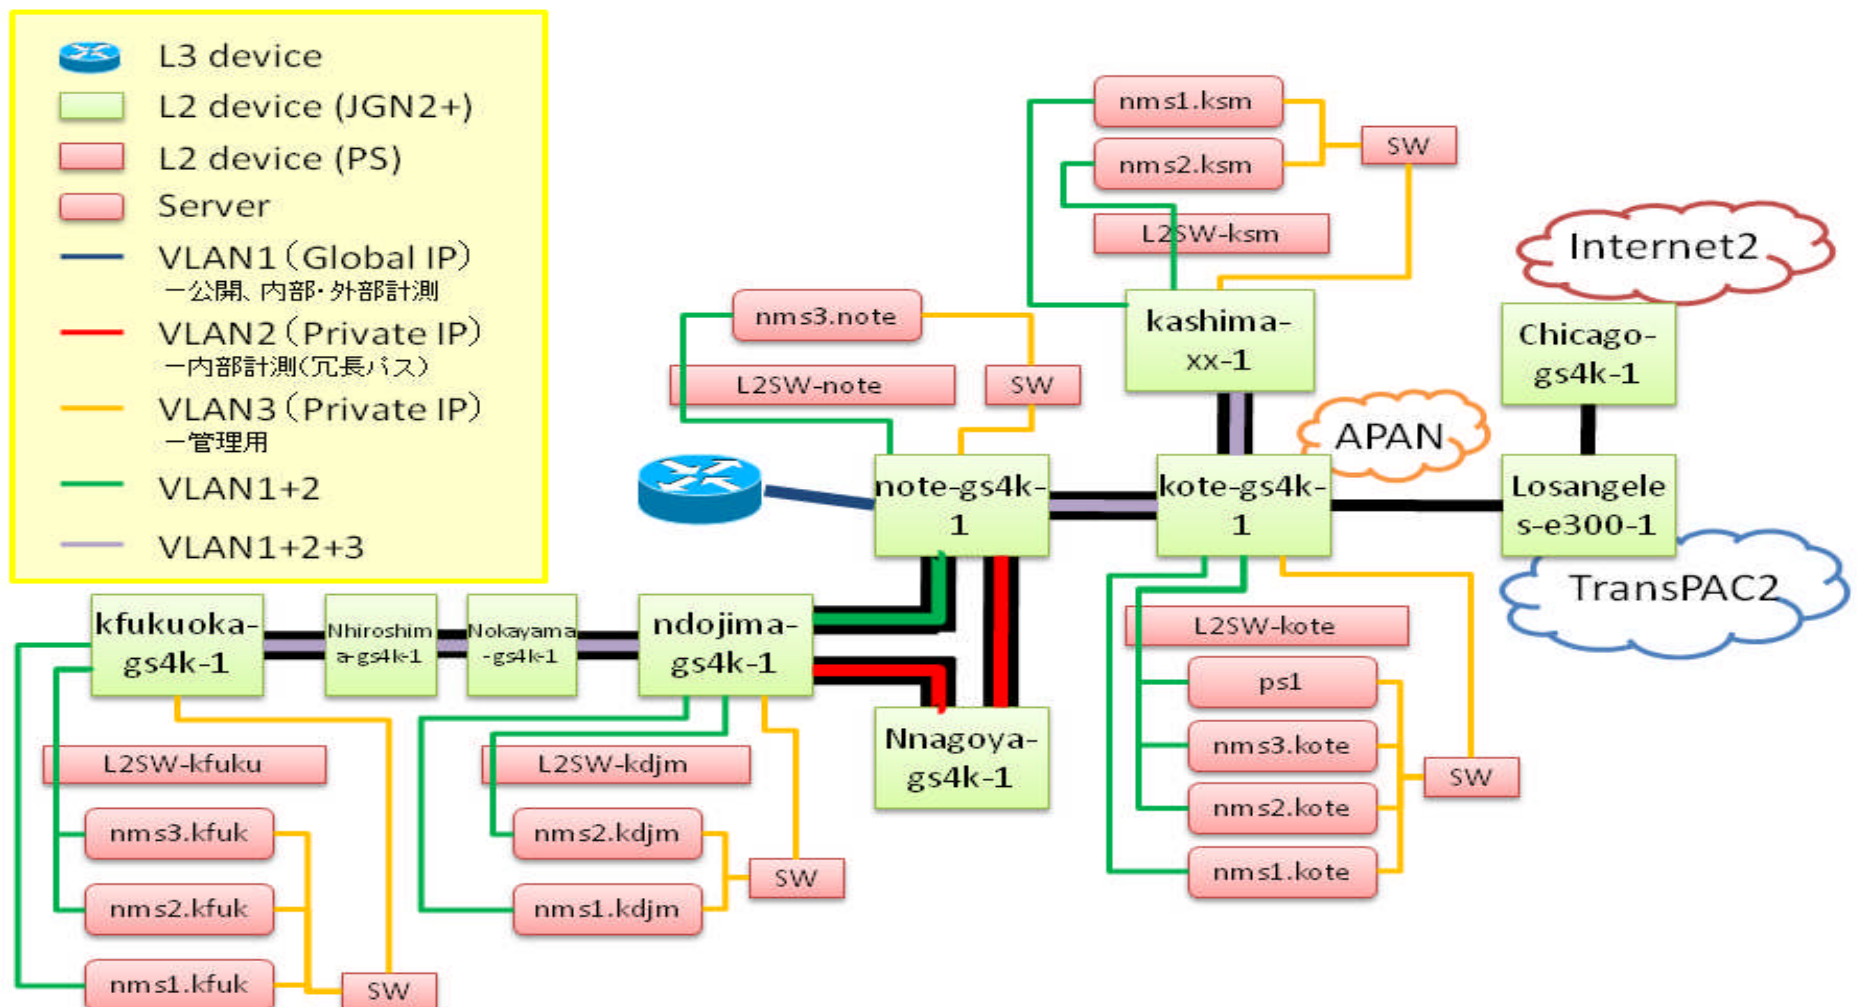 L3 device
L2 device (JGN2+)
L2 device (PS)
Server
VLAN1(Global IP)
ー公開、内部・外部計測
VLAN2(Private IP)
ー内部計測(冗長パス)
VLAN3(Private IP)
ー管理用
VLAN1+2
VLAN1+2+3
nms1.ksm
nms2.ksm
SW
L2SW-ksm
kashima-
xx-1
Internet2
Chicago-
gs4k-1
nms3.note
L2SW-note
SW
APAN
note-gs4k-
1
kote-gs4k-
1
Losangele
s-e300-1
TransPAC2
kfukuoka-
gs4k-1
Nhiroshim
a-gs4k-1
Nokayama
-gs4k-1
ndojima-
gs4k-1
Nnagoya-
gs4k-1
L2SW-kote
ps1
nms3.kote
nms2.kote
nms1.kote
SW
L2SW-kfuku
nms3.kfuk
nms2.kfuk
nms1.kfuk
SW
L2SW-kdjm
nms2.kdjm
nms1.kdjm
SW